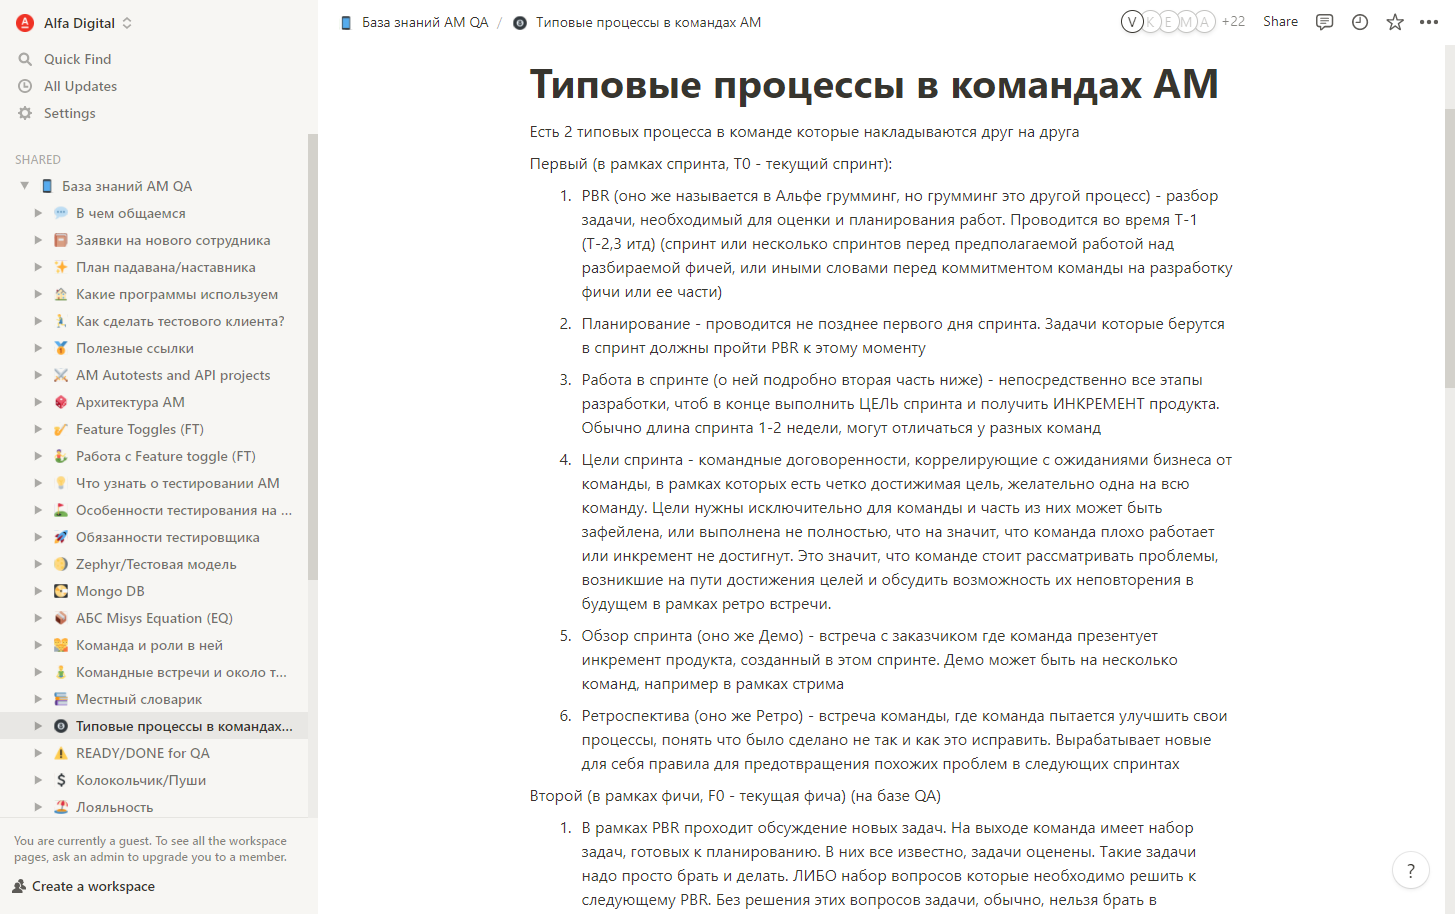 Alfa Digital
Quick Find
All Updates
Settings
SHARED
База знаний AM QA
В чем общаемся
Заявки на нового сотрудника
План падавана/наставника
Какие программы используем
Как сделать тестового клиента?
Полезные ссылки
AM Autotests and API projects
Архитектура АМ
Feature Toggles (FT)
Работа с Feature toggle (FT)
Что узнать о тестировании АМ
Особенности тестирования на ...
Обязанности тестировщика
Zephyr/Тестовая модель
Mongo DB
АБС Misys Equation (EQ)
Команда и роли в ней
Командные встречи и около т...
Местный словарик
Типовые процессы в командах...
READY/DONE for QA
Колокольчик/Пуши
Лояльность
You are currently a guest. To see all the workspace
pages, ask an admin to upgrade you to a member.
Create a workspace
База знаний AM QA / Типовые процессы в командах АМ
V K E M A +22 Share
Типовые процессы в командах АМ
Есть 2 типовых процесса в команде которые накладываются друг на друга
Первый (в рамках спринта, Т0 - текущий спринт):
1. PBR (оно же называется в Альфе грумминг, но грумминг это другой процесс) - разбор
задачи, необходимый для оценки и планирования работ. Проводится во время Т-1
(Т-2,3 итд) (спринт или несколько спринтов перед предполагаемой работой над
разбираемой фичей, или иными словами перед коммитментом команды на разработку
фичи или ее части)
2. Планирование - проводится не позднее первого дня спринта. Задачи которые берутся
в спринт должны пройти PBR к этому моменту
3. Работа в спринте (о ней подробно вторая часть ниже) - непосредственно все этапы
разработки, чтоб в конце выполнить ЦЕЛЬ спринта и получить ИНКРЕМЕНТ продукта.
Обычно длина спринта 1-2 недели, могут отличаться у разных команд
4. Цели спринта - командные договоренности, коррелирующие с ожиданиями бизнеса от
команды, в рамках которых есть четко достижимая цель, желательно одна на всю
команду. Цели нужны исключительно для команды и часть из них может быть
зафейлена, или выполнена не полностью, что на значит, что команда плохо работает
или инкремент не достигнут. Это значит, что команде стоит рассматривать проблемы,
возникшие на пути достижения целей и обсудить возможность их неповторения в
будущем в рамках ретро встречи.
5. Обзор спринта (оно же Демо) - встреча с заказчиком где команда презентует
инкремент продукта, созданный в этом спринте. Демо может быть на несколько
команд, например в рамках стрима
6. Ретроспектива (оно же Ретро) - встреча команды, где команда пытается улучшить свои
процессы, понять что было сделано не так и как это исправить. Вырабатывает новые
для себя правила для предотвращения похожих проблем в следующих спринтах
Второй (в рамках фичи, F0 - текущая фича) (на базе QA)
1. В рамках PBR проходит обсуждение новых задач. На выходе команда имеет набор
задач, готовых к планированию. В них все известно, задачи оценены. Такие задачи
надо просто брать и делать. ЛИБО набор вопросов которые необходимо решить к
следующему PBR. Без решения этих вопросов задачи, обычно, нельзя брать в
?